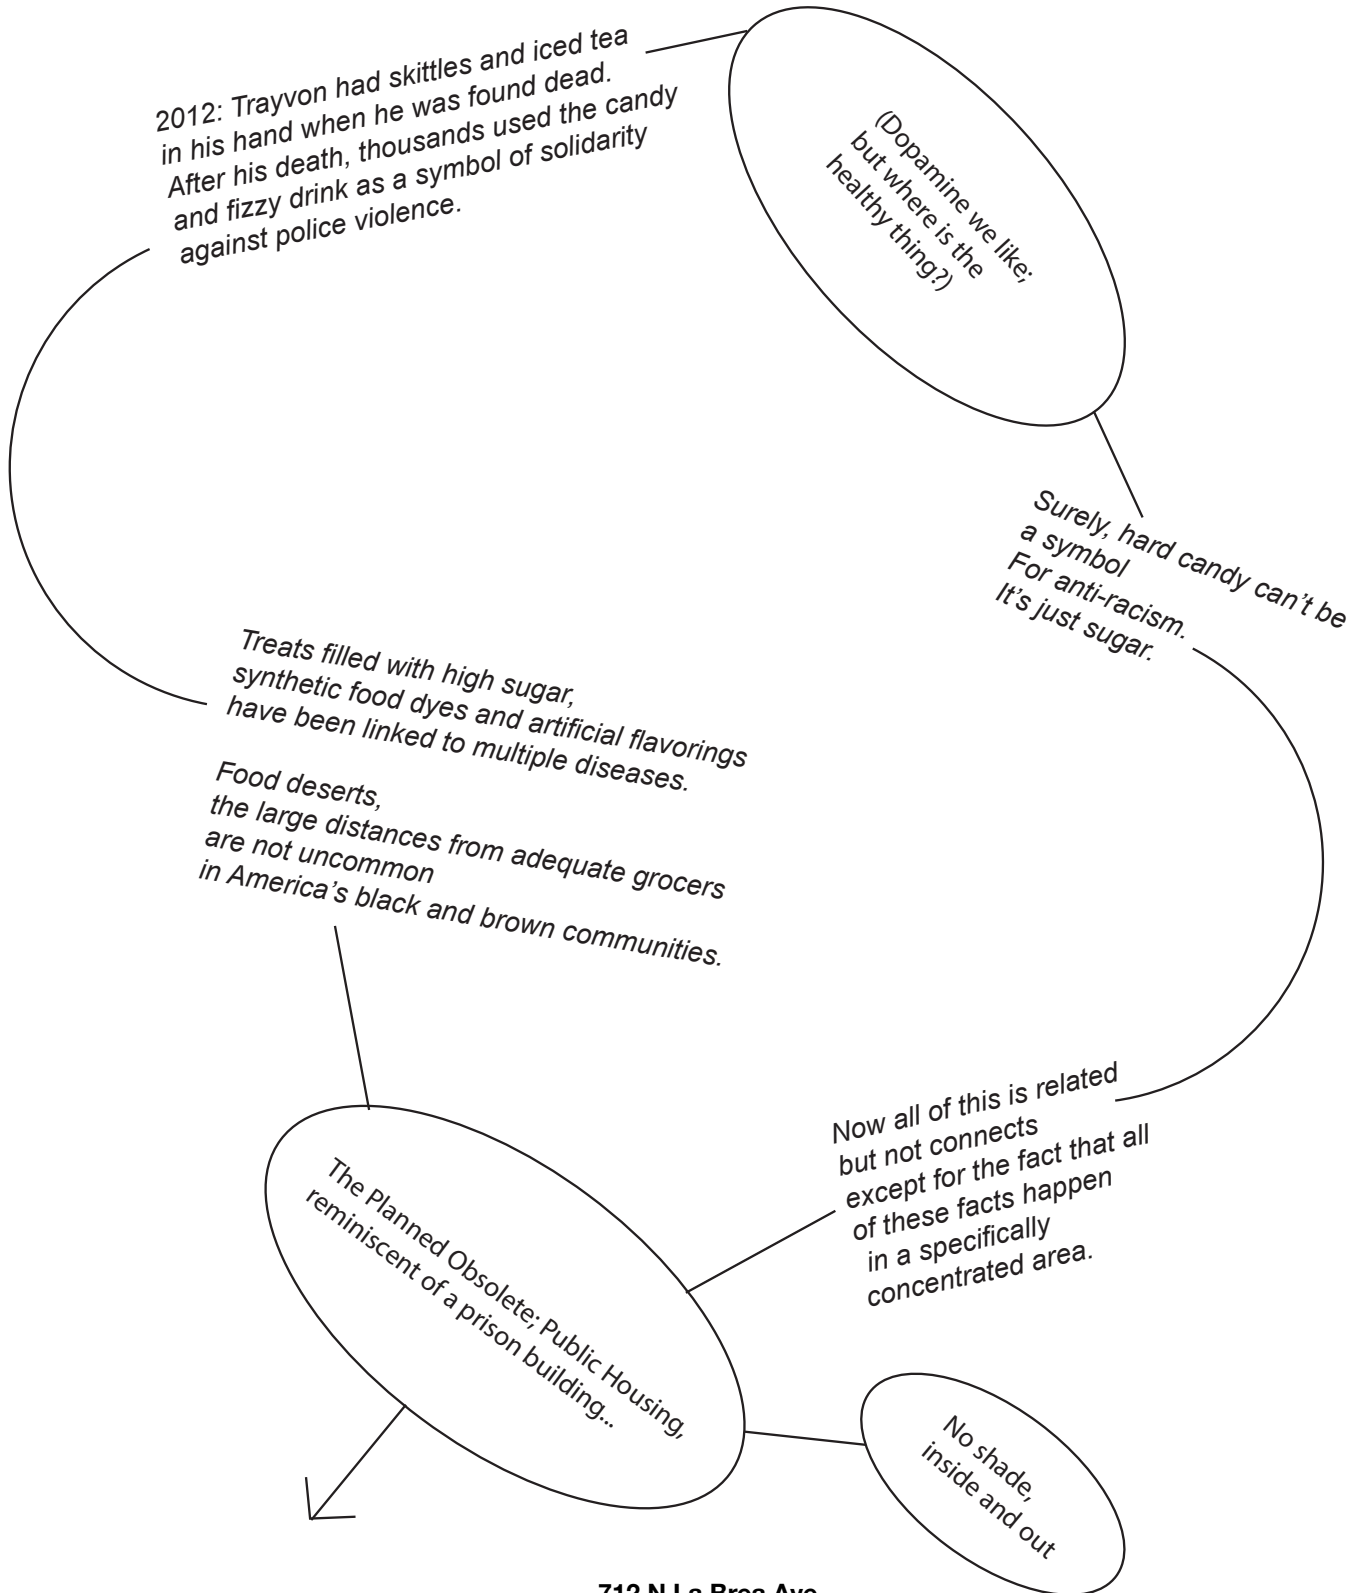 2012: Trayvon had skittles and iced tea
in his hand when he was found dead.
After his death, thousands used the candy
and fizzy drink as a symbol of solidarity
against police violence.
(Dopamine we like;
but where is the
healthy thing?)
Surely, hard candy can't be
a symbol
For anti-racism.
It's just sugar.
Treats filled with high sugar,
synthetic food dyes and artificial flavorings
have been linked to multiple diseases.
Food deserts,
the large distances from adequate grocers
are not uncommon
in America's black and brown communities.
Now all of this is related
but not connects
except for the fact that all
of these facts happen
in a specifically
concentrated area.
The Planned Obsolete; Public Housing,
reminiscent of a prison building...
No shade,
inside and out
712 N La Brea Ave